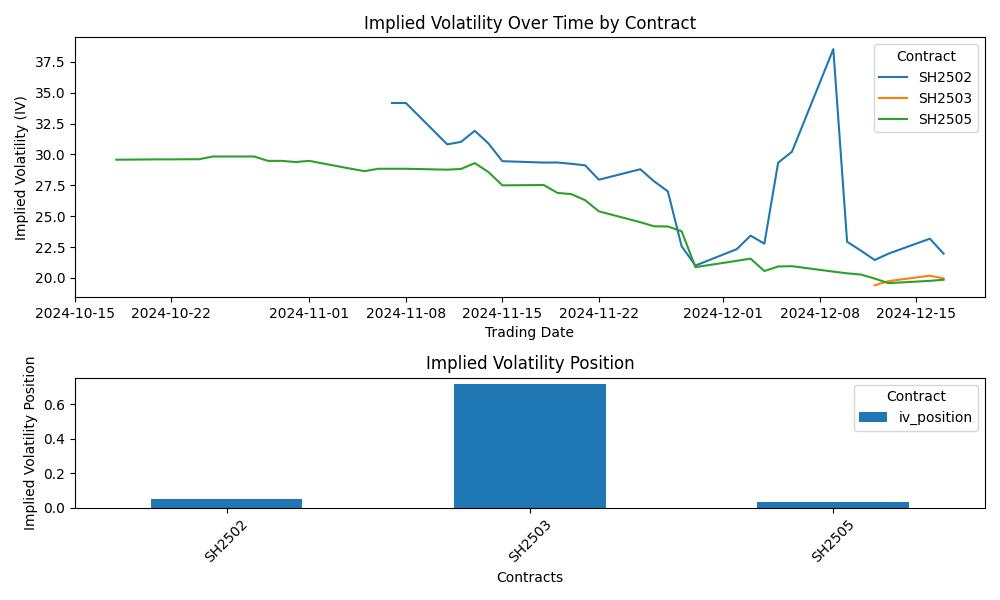 Implied Volatility Over Time by Contract
Implied Volatility (IV)
37.5
35.0
32.5
30.0
27.5
25.0
22.5
20.0
Contract
SH2502
SH2503
SH2505
2024-10-15 2024-10-22 2024-11-01 2024-11-08 2024-11-15 2024-11-22 2024-12-01 2024-12-08 2024-12-15
Trading Date
Implied Volatility Position
Implied Volatility Position
0.6
0.4
0.2
0.0
Contract
iv_position
SH2502 SH2503 SH2505
Contracts